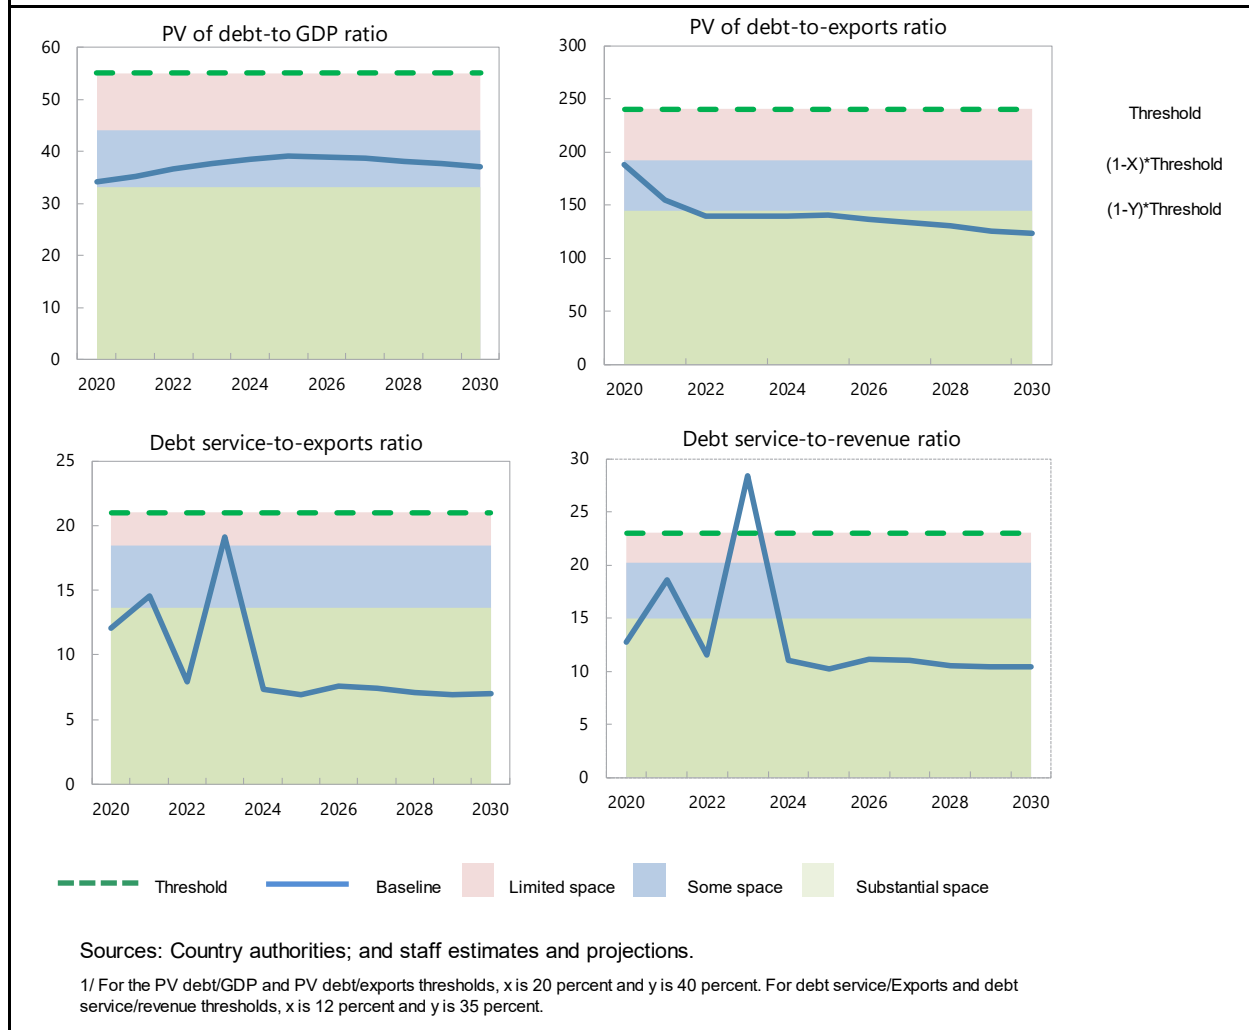 PV of debt-to GDP ratio
60
50
40
30
20
10
0
2020 2022 2024 2026 2028 2030
PV of debt-to-exports ratio
300
250
200
150
100
50
0
2020 2022 2024 2026 2028 2030
Threshold
(1-X)*Threshold
(1-Y)*Threshold
Debt service-to-exports ratio
25
20
15
10
5
0
2020 2022 2024 2026 2028 2030
Debt service-to-revenue ratio
30
25
20
15
10
5
0
2020 2022 2024 2026 2028 2030
Threshold Baseline Limited space Some space Substantial space
Sources: Country authorities; and staff estimates and projections.
1/ For the PV debt/GDP and PV debt/exports thresholds, x is 20 percent and y is 40 percent. For debt service/Exports and debt
service/revenue thresholds, x is 12 percent and y is 35 percent.